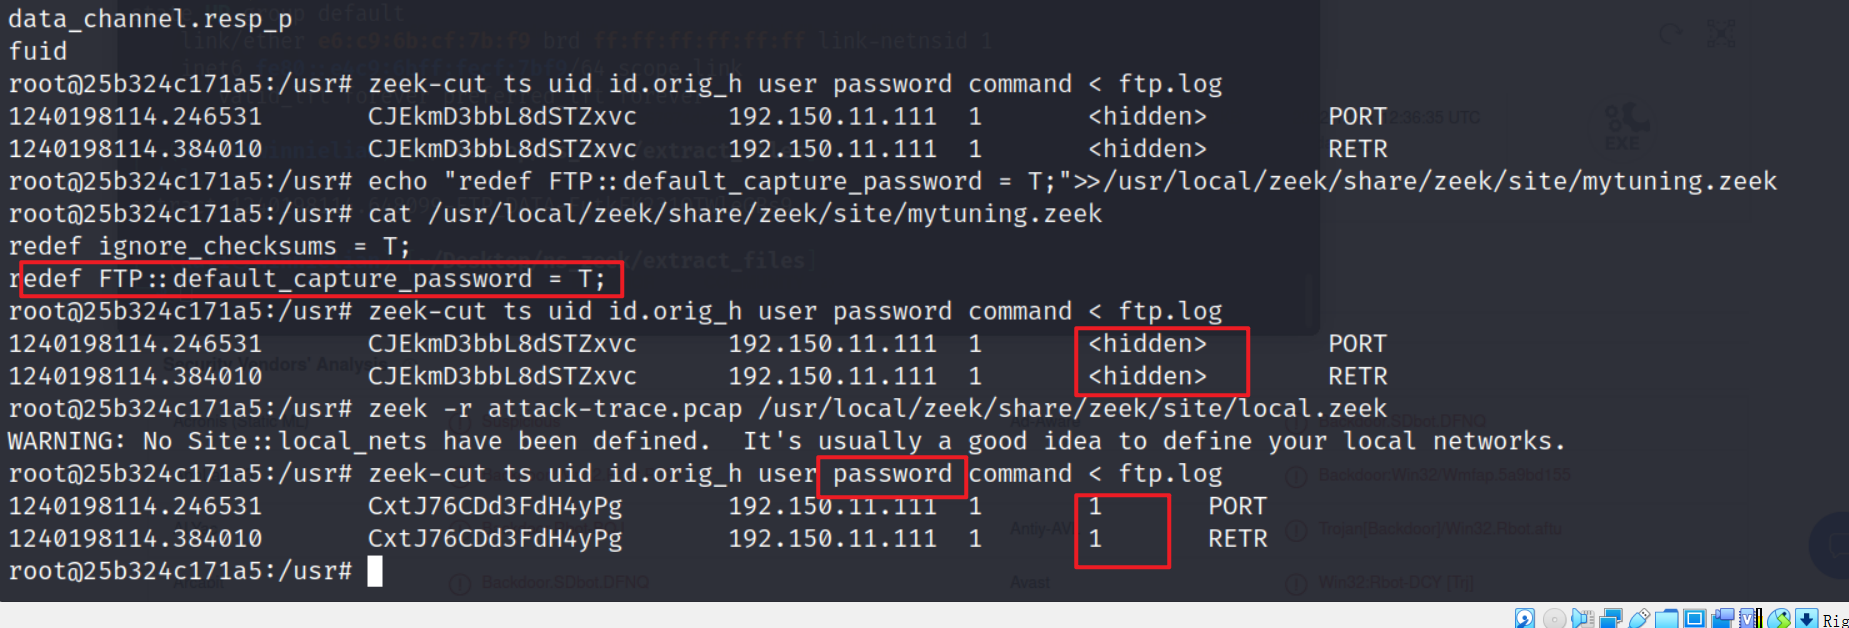 data_channel.resp_p
fuid
root@25b324c171a5:/usr# zeek-cut ts uid id.orig_h user password command < ftp.log
1240198114.246531 CJEkmD3bbL8dSTZxvc 192.150.11.111 1 <hidden> PORT
1240198114.384010 CJEkmD3bbL8dSTZxvc 192.150.11.111 1 <hidden> RETR
root@25b324c171a5:/usr# echo "redef FTP::default_capture_password = T;">>/usr/local/zeek/share/zeek/site/mytuning.zeek
root@25b324c171a5:/usr# cat /usr/local/zeek/share/zeek/site/mytuning.zeek
redef ignore_checksums = T;
redef FTP::default_capture_password = T;
root@25b324c171a5:/usr# zeek-cut ts uid id.orig_h user password command < ftp.log
1240198114.246531 CJEkmD3bbL8dSTZxvc 192.150.11.111 1 <hidden> PORT
1240198114.384010 CJEkmD3bbL8dSTZxvc 192.150.11.111 1 <hidden> RETR
root@25b324c171a5:/usr# zeek -r attack-trace.pcap /usr/local/zeek/share/zeek/site/local.zeek
WARNING: No Site::local_nets have been defined. It's usually a good idea to define your local networks.
root@25b324c171a5:/usr# zeek-cut ts uid id.orig_h user password command < ftp.log
1240198114.246531 CxtJ76CDd3FdH4yPg 192.150.11.111 1 1 PORT
1240198114.384010 CxtJ76CDd3FdH4yPg 192.150.11.111 1 1 RETR
root@25b324c171a5:/usr#
Rig